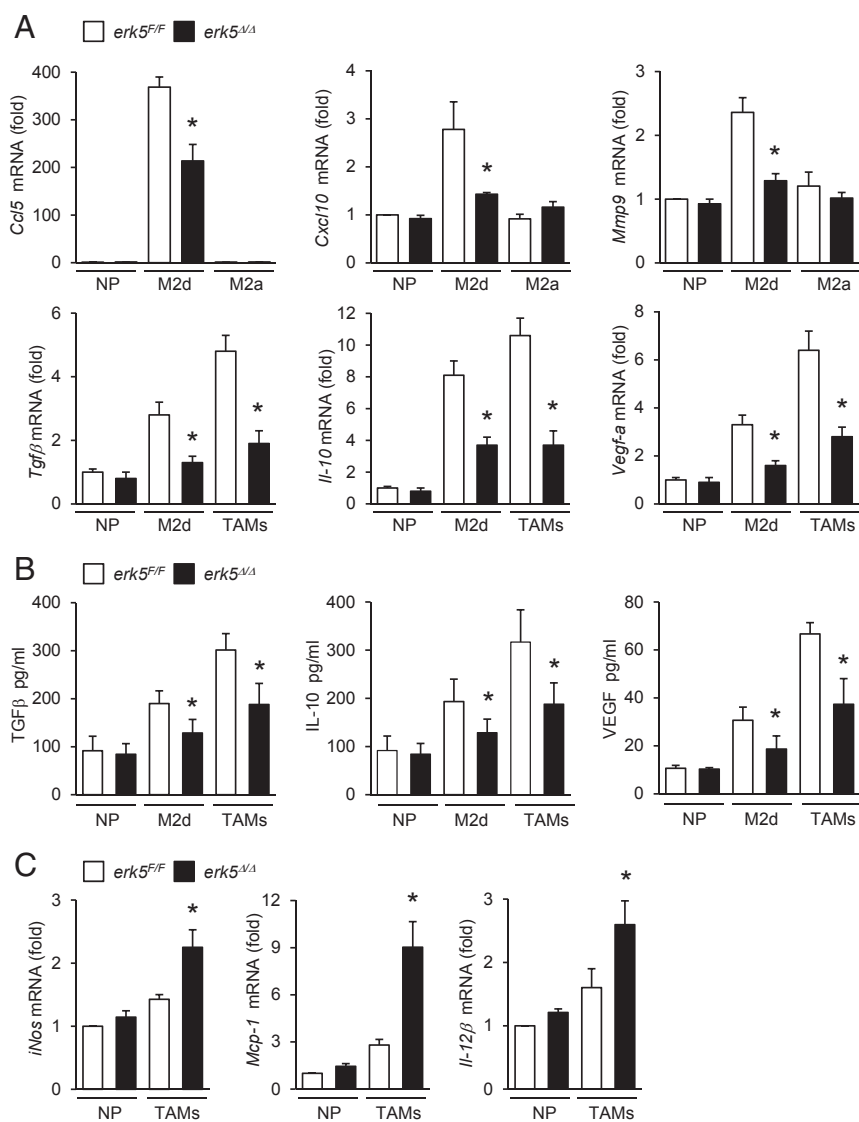 A
erk5F/F erk5Δ/Δ
Ccl5 mRNA (fold)
400
300
200
100
0
*
NP M2d M2a
Cxcl10 mRNA (fold)
4
3
2
1
0
*
NP M2d M2a
Mmp9 mRNA (fold)
3
2
1
0
*
NP M2d M2a
Tgfβ mRNA (fold)
6
4
2
0
*
*
NP M2d TAMs
Il-10 mRNA (fold)
12
10
8
6
4
2
0
*
*
NP M2d TAMs
Vegf-a mRNA (fold)
8
6
4
2
0
*
*
NP M2d TAMs
B
erk5F/F erk5Δ/Δ
TGFβ pg/ml
400
300
200
100
0
*
*
NP M2d TAMs
IL-10 pg/ml
400
300
200
100
0
*
*
NP M2d TAMs
VEGF pg/ml
80
60
40
20
0
*
*
NP M2d TAMs
C
erk5F/F erk5Δ/Δ
iNos mRNA (fold)
3
2
1
0
*
NP TAMs
Mcp-1 mRNA (fold)
12
9
6
3
0
*
NP TAMs
Il-12β mRNA (fold)
3
2
1
0
*
NP TAMs